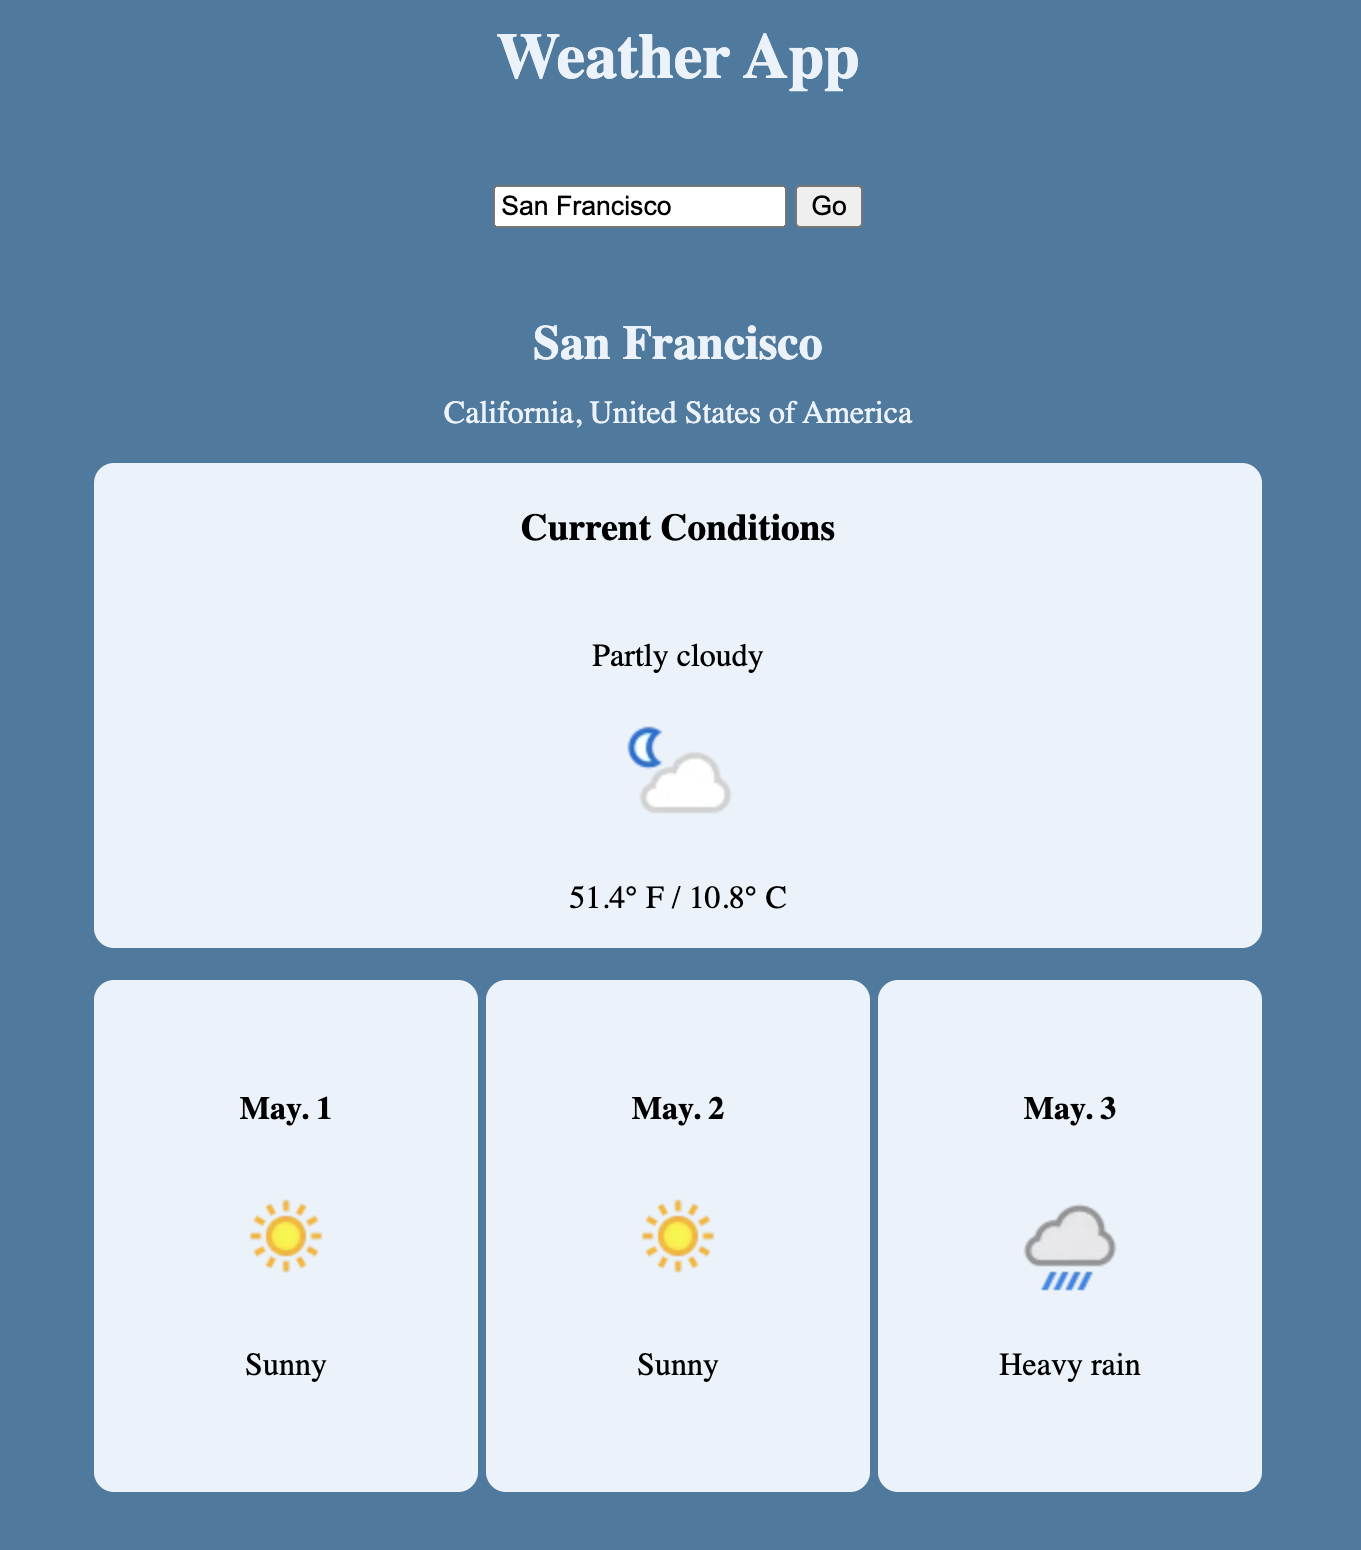 Weather App
San Francisco Go
San Francisco
California, United States of America
Current Conditions
Partly cloudy
51.4° F / 10.8° C
May. 1
Sunny
May. 2
Sunny
May. 3
Heavy rain